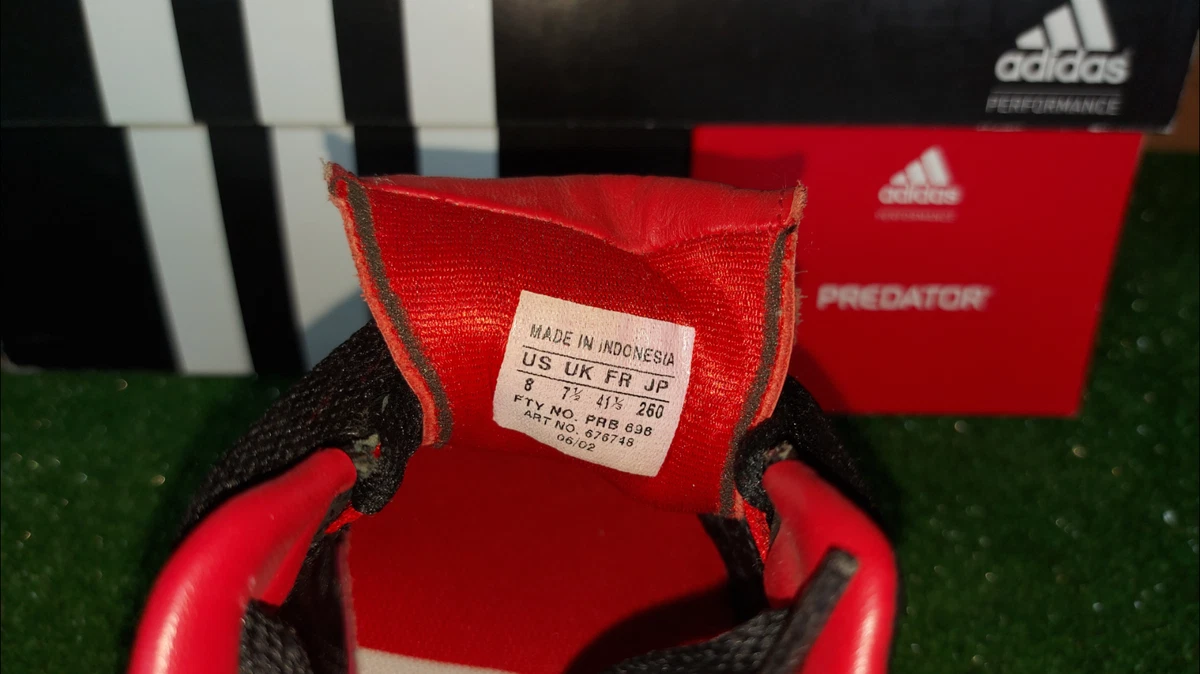 adidas
PERFORMANCE
adidas
PERFORMANCE
PREDATOR
MADE IN INDONESIA
US UK FR JP
8 7½ 41⅓ 260
FTY NO. PRB 698
ART NO. 676746
06/02